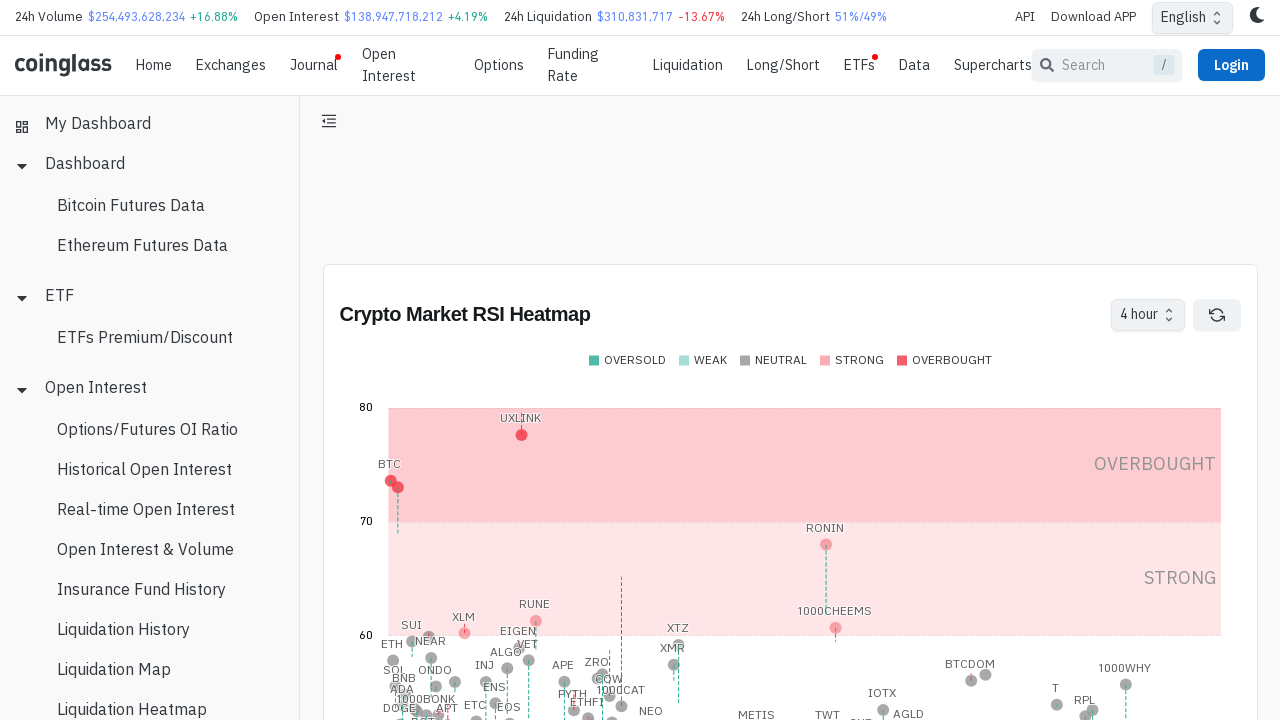 24h Volume $254,493,628,234 +16.88% Open Interest $138,947,718,212 +4.19% 24h Liquidation $310,831,717 -13.67% 24h Long/Short 51%/49% API Download APP English
coinglass Home Exchanges Journal Open Interest Options Funding Rate Liquidation Long/Short ETFs Data Supercharts Search / Login
My Dashboard
Dashboard
Bitcoin Futures Data
Ethereum Futures Data
ETF
ETFs Premium/Discount
Open Interest
Options/Futures OI Ratio
Historical Open Interest
Real-time Open Interest
Open Interest & Volume
Insurance Fund History
Liquidation History
Liquidation Map
Liquidation Heatmap
Crypto Market RSI Heatmap 4 hour
OVERSOLD WEAK NEUTRAL STRONG OVERBOUGHT
80
UXLINK
BTC OVERBOUGHT
70
RONIN
STRONG
RUNE 1000CHEEMS
XLM
SUI EIGEN XTZ
60
ETH NEAR VET
ALGO XMR
SOL ONDO INJ APE ZRO BTCDOM 1000WHY
BNB COW
ADA ENS 1000CAT T
1000BONK PYTH IOTX
DOGE APT ETC EOS ETHFI NEO RPL
METIS TWT AGLD